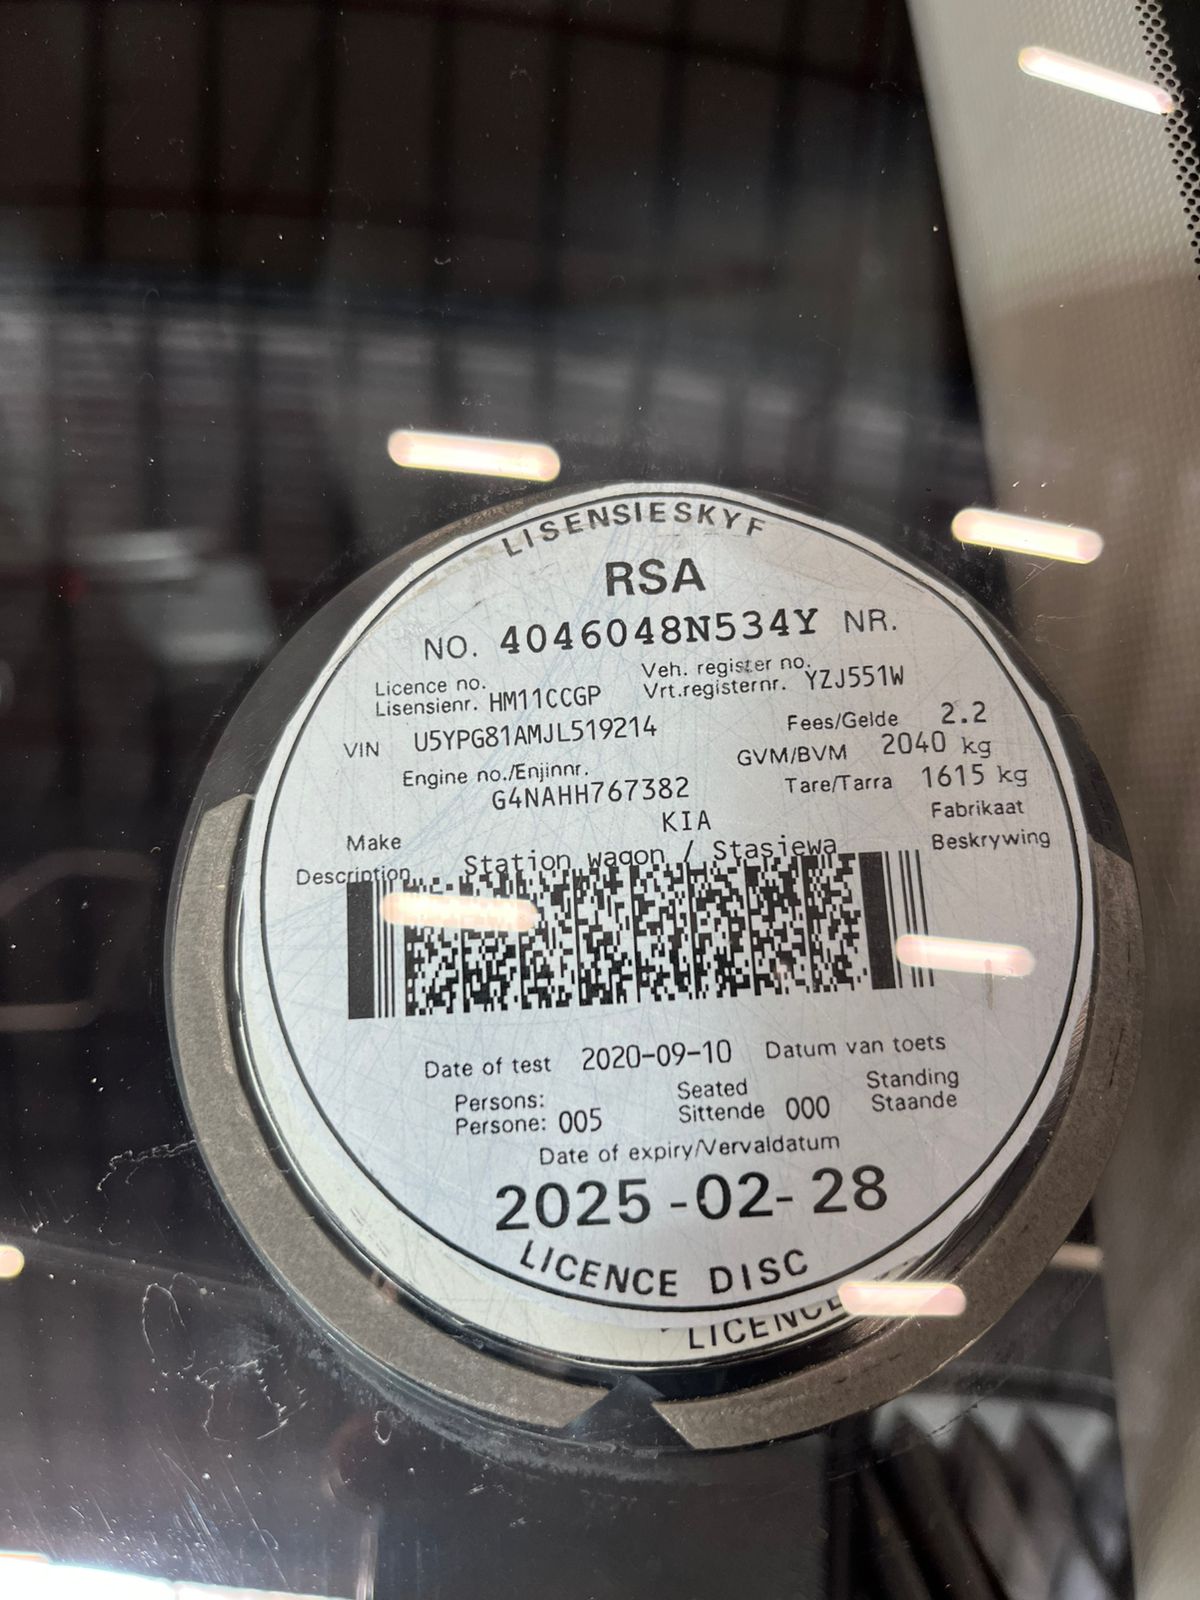 LISENSIESKYF
RSA
NO. 4046048N534Y NR.
Licence no. Veh. register no.
Lisensienr. HM11CCGP Vrt.registernr. YZJ551W
VIN U5YPG81AMJL519214 Fees/Gelde 2.2
Engine no./Enjinnr. GVM/BVM 2040 kg
G4NAHH767382 Tare/Tarra 1615 kg
KIA Fabrikaat
Make Beskrywing
Description Station wagon / Stasiewa
Date of test 2020-09-10 Datum van toets
Persons: Seated Standing
Persone: 005 Sittende 000 Staande
Date of expiry/Vervaldatum
2025-02-28
LICENCE DISC
LICENCE